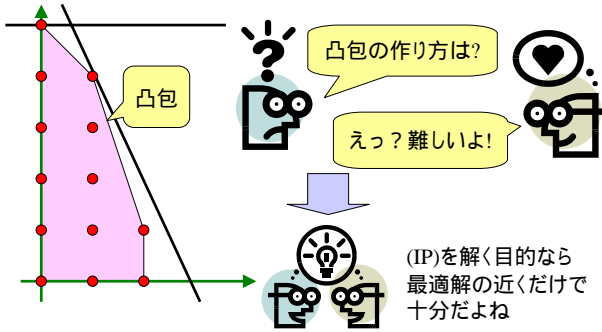 凸包の作り方は?
凸包
えっ？難しいよ!
(IP)を解く目的なら
最適解の近くだけで
十分だよね